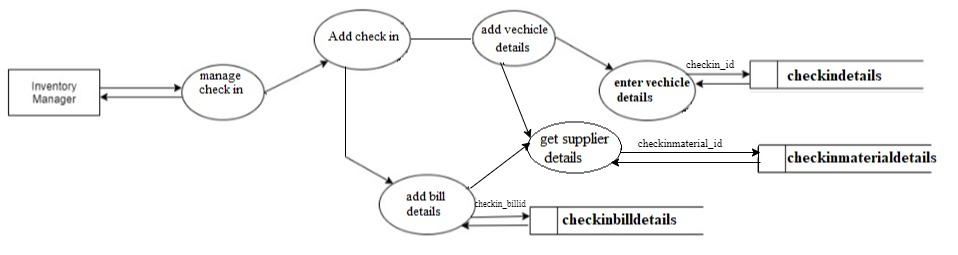 Inventory
Manager
manage
check in
Add check in
add vechicle
details
enter vechicle
details
checkin_id
checkindetails
get supplier
details
checkinmaterial_id
checkinmaterialdetails
add bill
details
checkin_billid
checkinbilldetails